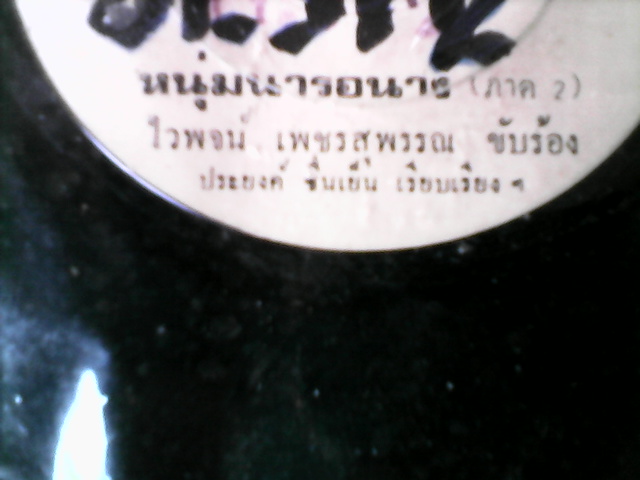 หนุ่มนารอนาง (ภาค 2)
ไวพจน์ เพชรสุพรรณ ขับร้อง
ประยงค์ ชื่นเย็น เรียบเรียง ฯ